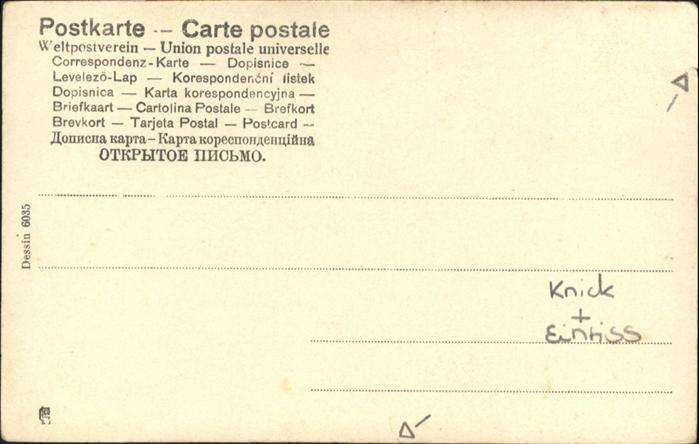 Postkarte — Carte postale
Weltpostverein — Union postale universelle
Correspondenz-Karte — Dopisnice —
Levelezö-Lap — Korespondenční lístek
Dopisnica — Karta korespondencyjna —
Briefkaart — Cartolina Postale — Brefkort
Brevkort — Tarjeta Postal — Postcard —
Дописна карта — Карта кореспонденційна
ОТКРЫТОЕ ПИСЬМО.
Dessin 6035
Knick
+
Einriss